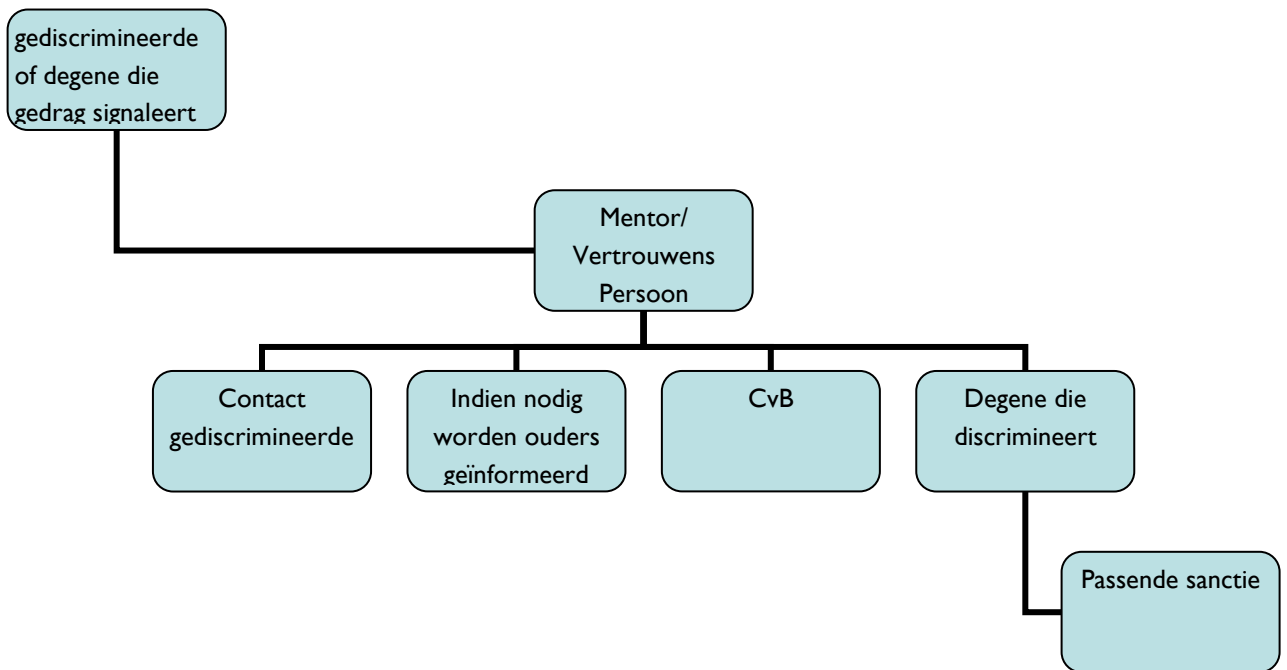 gediscrimineerde
of degene die
gedrag signaleert
Mentor/
Vertrouwens
Persoon
Contact
gediscrimineerde
Indien nodig
worden ouders
geïnformeerd
CvB
Degene die
discrimineert
Passende sanctie